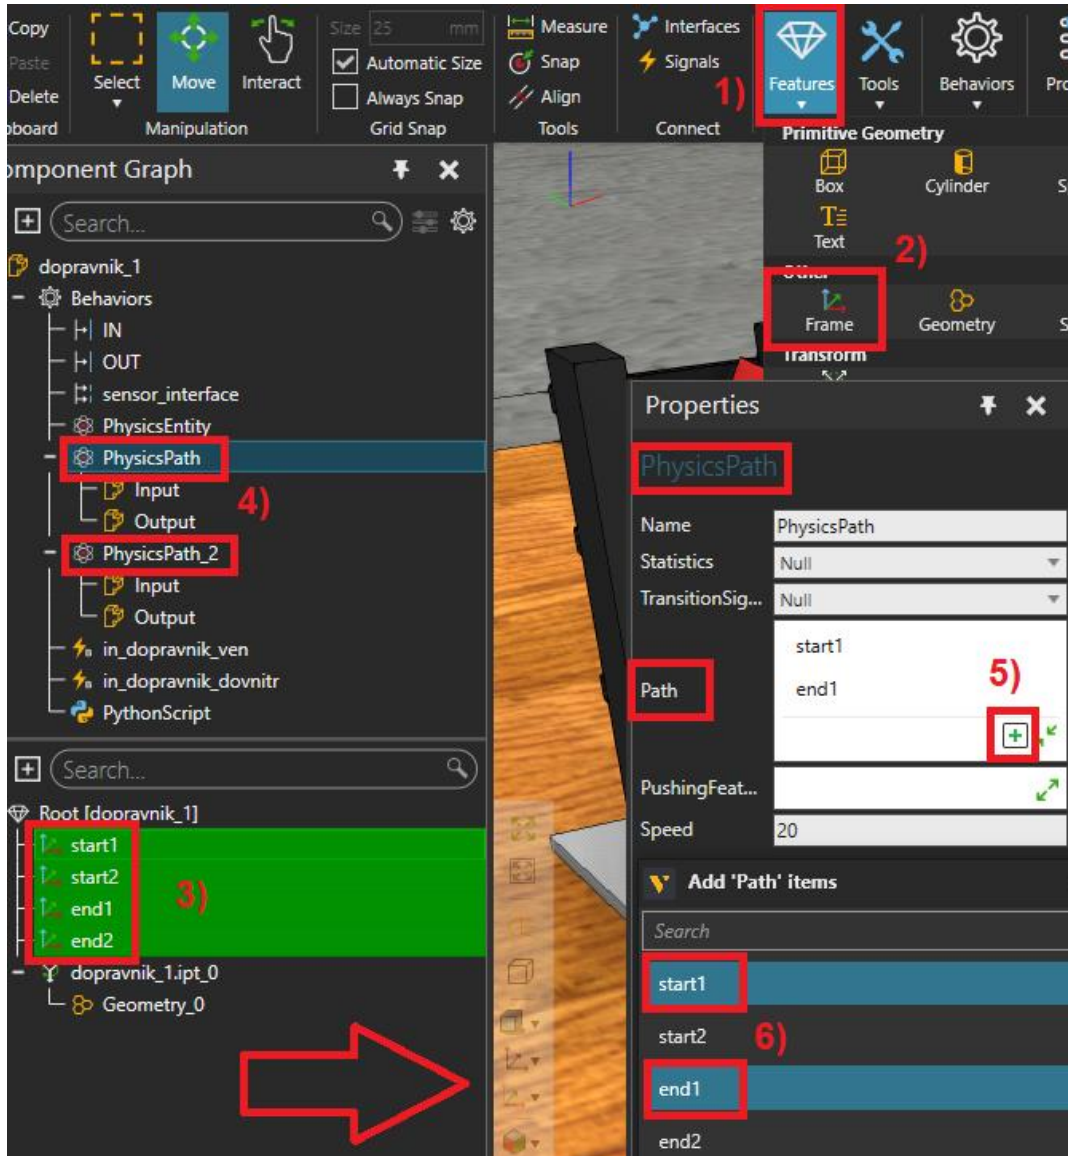 Copy
Paste
Delete
Select
Move
Interact
Manipulation
Size 25 mm
Automatic Size
Always Snap
Grid Snap
Measure
Snap
Align
Tools
Interfaces
Signals
Connect
1)
Features
Tools
Behaviors
Primitive Geometry
Box
Cylinder
Text
2)
Other
Frame
Geometry
Transform
omponent Graph
Search...
dopravnik_1
Behaviors
IN
OUT
sensor_interface
PhysicsEntity
PhysicsPath
4)
Input
Output
PhysicsPath_2
Input
Output
in_dopravnik_ven
in_dopravnik_dovnitr
PythonScript
Search...
Root [dopravnik_1]
start1
start2
3)
end1
end2
dopravnik_1.ipt_0
Geometry_0
Properties
PhysicsPath
Name PhysicsPath
Statistics Null
TransitionSig... Null
Path
start1
end1
5)
PushingFeat...
Speed 20
Add 'Path' items
Search
start1
start2
6)
end1
end2